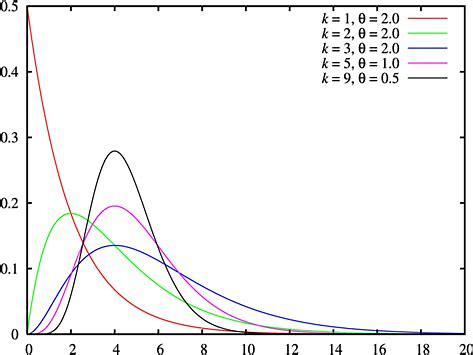 0.5
0.4
0.3
0.2
0.1
0
0 2 4 6 8 10 12 14 16 18 20
k = 1, θ = 2.0
k = 2, θ = 2.0
k = 3, θ = 2.0
k = 5, θ = 1.0
k = 9, θ = 0.5